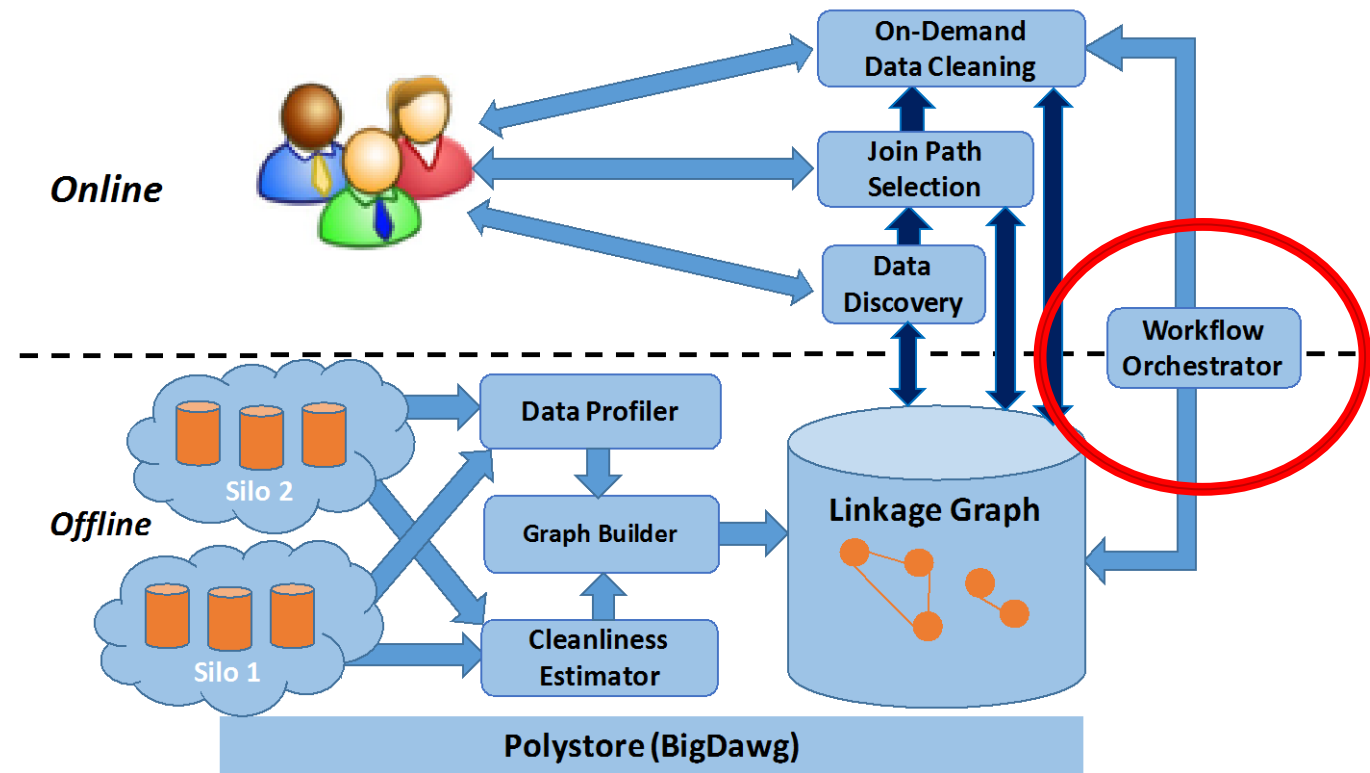 On-Demand
Data Cleaning
Join Path
Selection
Online
Data
Discovery
Workflow
Orchestrator
Data Profiler
Silo 2
Linkage Graph
Offline
Graph Builder
Cleanliness
Estimator
Silo 1
Polystore (BigDawg)